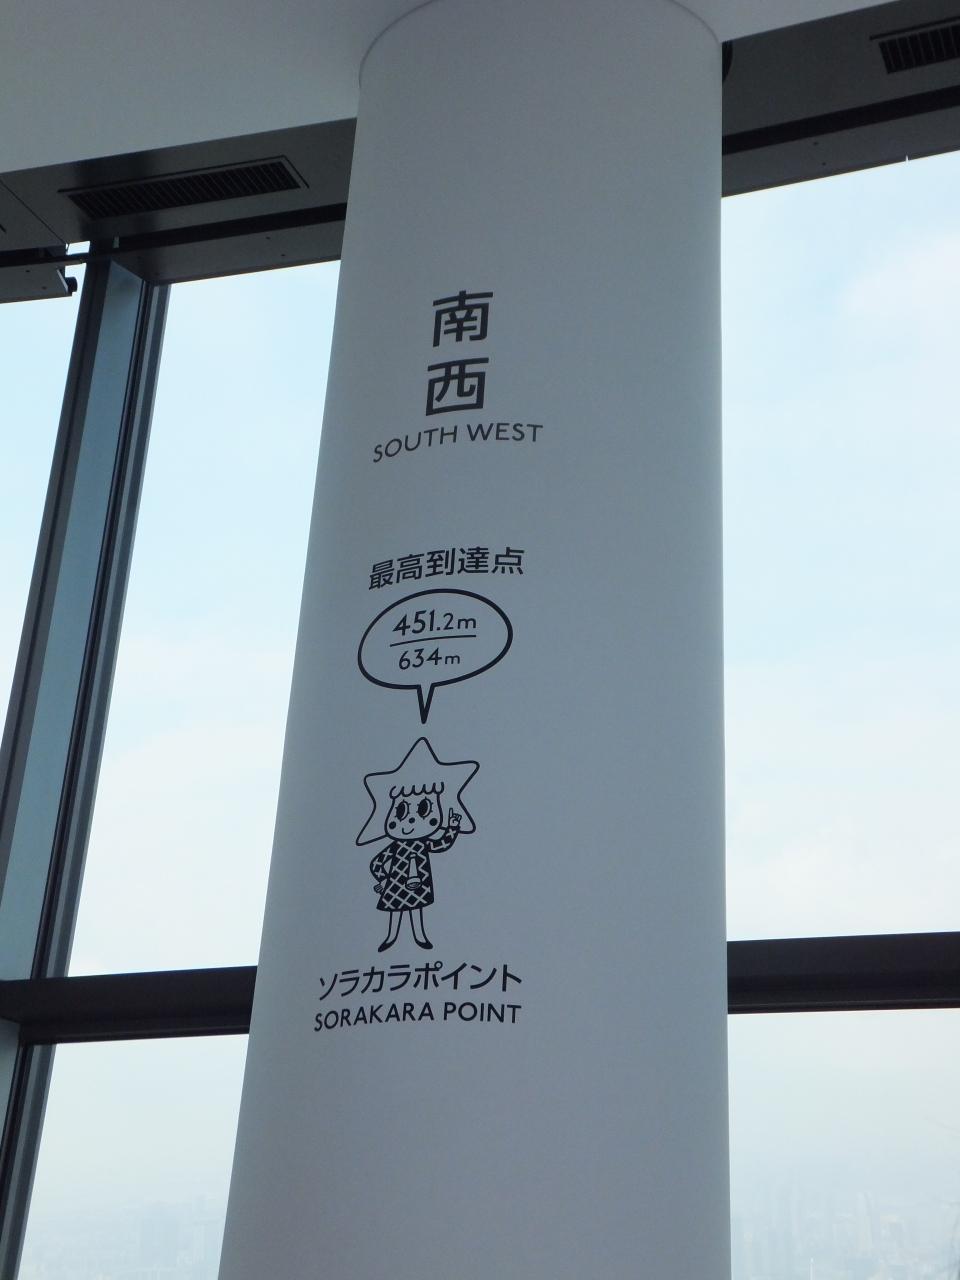 南
西
SOUTH WEST
最高到達点
451.2m
634m
ソラカラポイント
SORAKARA POINT